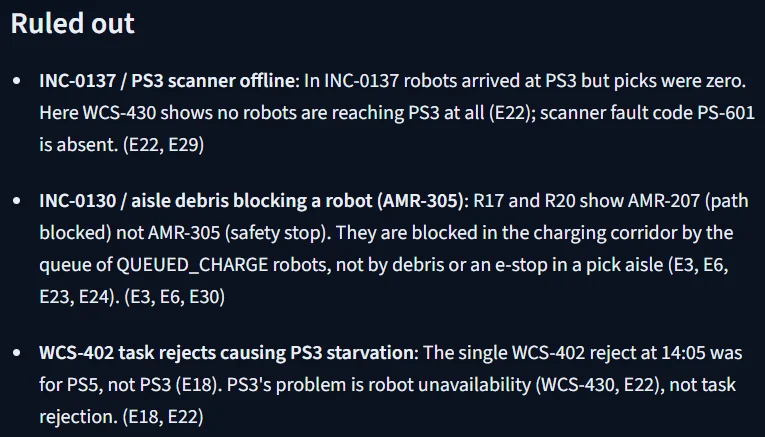 Ruled out
INC-0137 / PS3 scanner offline: In INC-0137 robots arrived at PS3 but picks were zero.
Here WCS-430 shows no robots are reaching PS3 at all (E22); scanner fault code PS-601
is absent. (E22, E29)
INC-0130 / aisle debris blocking a robot (AMR-305): R17 and R20 show AMR-207 (path
blocked) not AMR-305 (safety stop). They are blocked in the charging corridor by the
queue of QUEUED_CHARGE robots, not by debris or an e-stop in a pick aisle (E3, E6,
E23, E24). (E3, E6, E30)
WCS-402 task rejects causing PS3 starvation: The single WCS-402 reject at 14:05 was
for PS5, not PS3 (E18). PS3's problem is robot unavailability (WCS-430, E22), not task
rejection. (E18, E22)